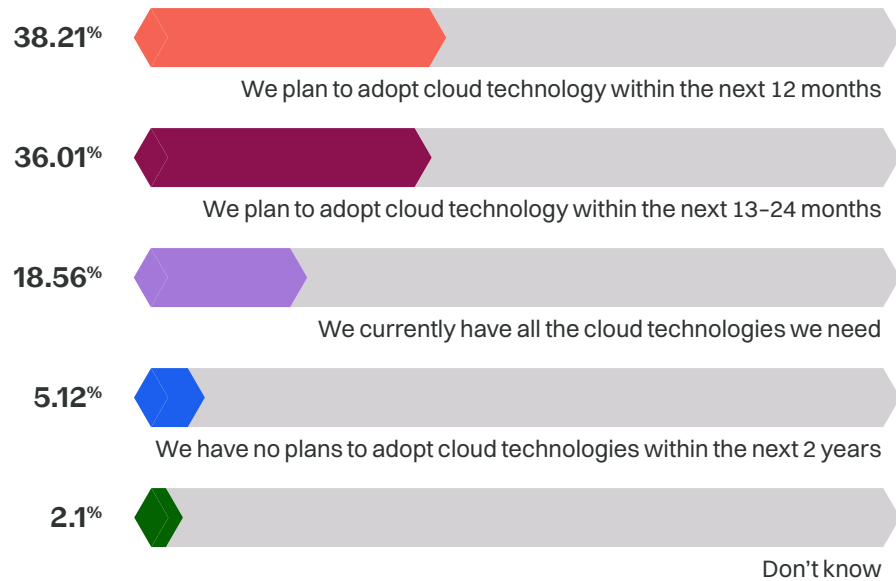 38.21%
We plan to adopt cloud technology within the next 12 months
36.01%
We plan to adopt cloud technology within the next 13–24 months
18.56%
We currently have all the cloud technologies we need
5.12%
We have no plans to adopt cloud technologies within the next 2 years
2.1%
Don’t know